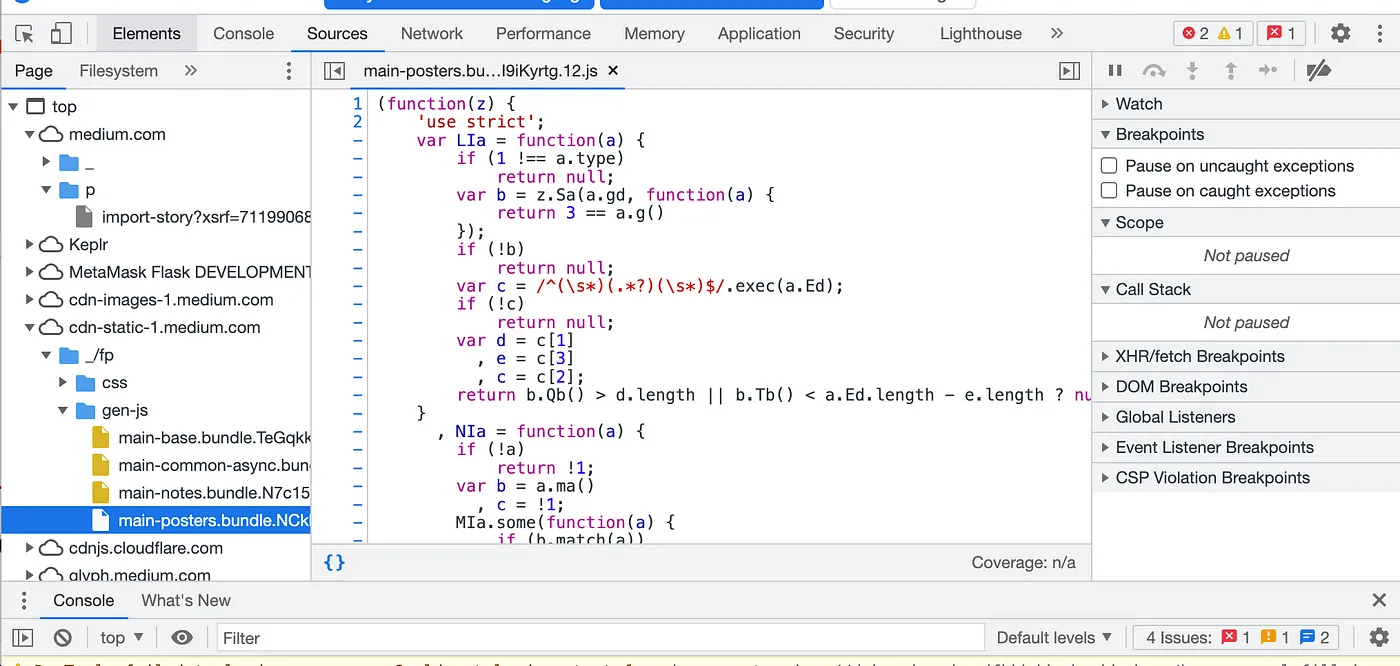 Elements Console Sources Network Performance Memory Application Security Lighthouse 2 1 1
Page Filesystem main-posters.bu…l9iKyrtg.12.js
top
medium.com
_
p
import-story?xsrf=71199068
Keplr
MetaMask Flask DEVELOPMENT
cdn-images-1.medium.com
cdn-static-1.medium.com
_/fp
css
gen-js
main-base.bundle.TeGqkk
main-common-async.bun
main-notes.bundle.N7c15
main-posters.bundle.NCk
cdnjs.cloudflare.com
glyph.medium.com
1 (function(z) {
2 'use strict';
- var LIa = function(a) {
- if (1 !== a.type)
- return null;
- var b = z.Sa(a.gd, function(a) {
- return 3 == a.g()
- });
- if (!b)
- return null;
- var c = /^(\s*)(.*?)(\s*)$/.exec(a.Ed);
- if (!c)
- return null;
- var d = c[1]
- , e = c[3]
- , c = c[2];
- return b.Qb() > d.length || b.Tb() < a.Ed.length - e.length ? nu
- }
- , NIa = function(a) {
- if (!a)
- return !1;
- var b = a.ma()
- , c = !1;
- MIa.some(function(a) {
- if (b.match(a))
{} Coverage: n/a
Watch
Breakpoints
Pause on uncaught exceptions
Pause on caught exceptions
Scope
Not paused
Call Stack
Not paused
XHR/fetch Breakpoints
DOM Breakpoints
Global Listeners
Event Listener Breakpoints
CSP Violation Breakpoints
Console What's New
top Filter Default levels 4 Issues: 1 1 2